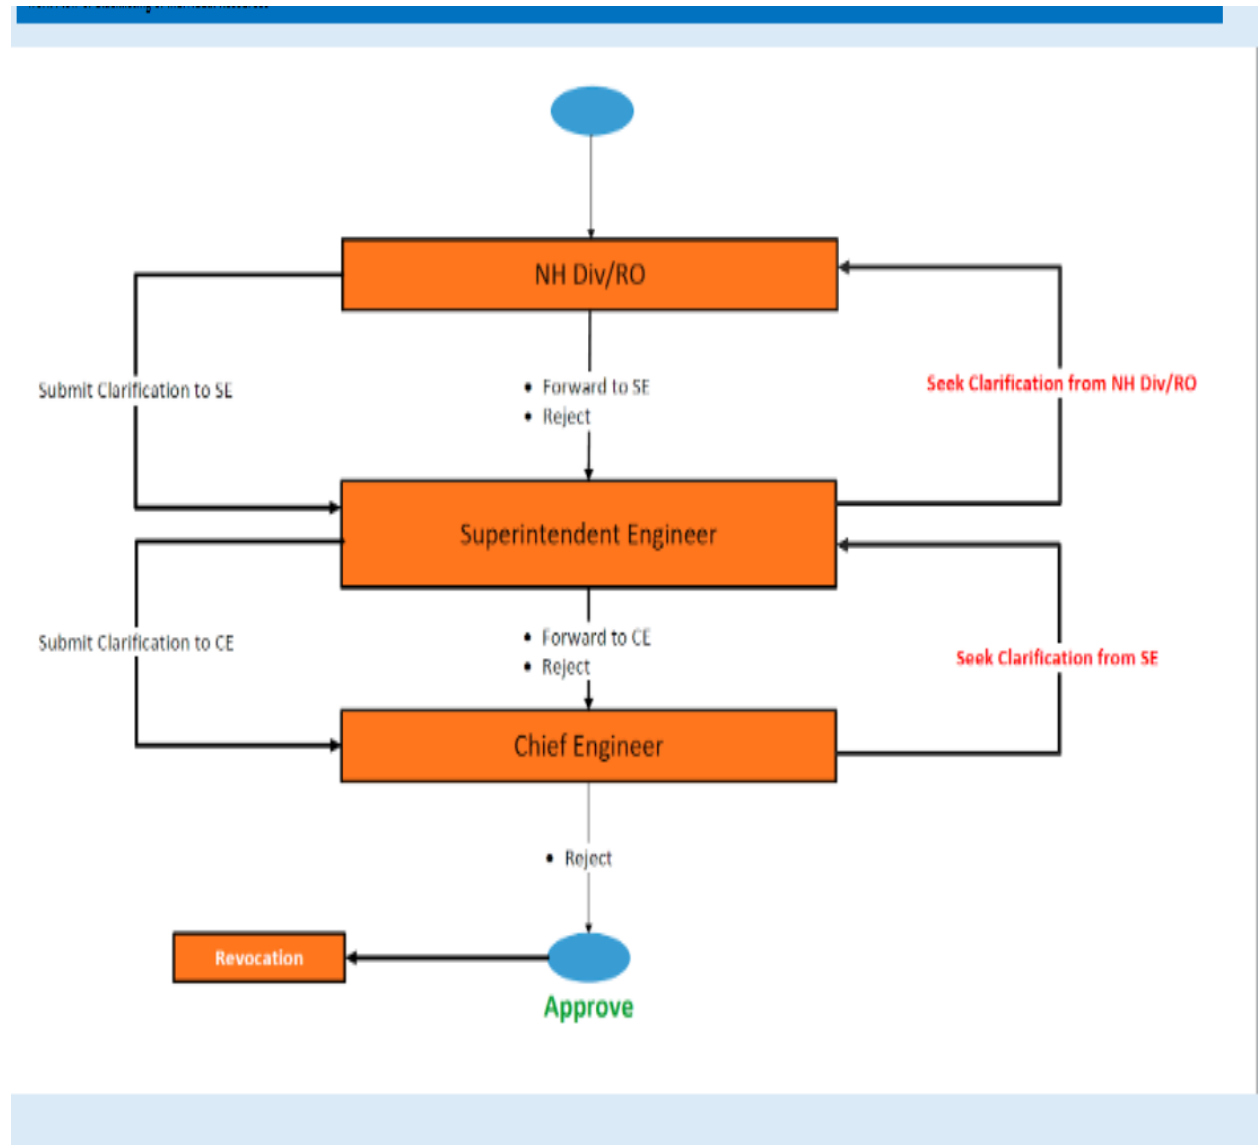 NH Div/RO
Submit Clarification to SE
• Forward to SE
• Reject
Seek Clarification from NH Div/RO
Superintendent Engineer
Submit Clarification to CE
• Forward to CE
• Reject
Seek Clarification from SE
Chief Engineer
• Reject
Revocation
Approve